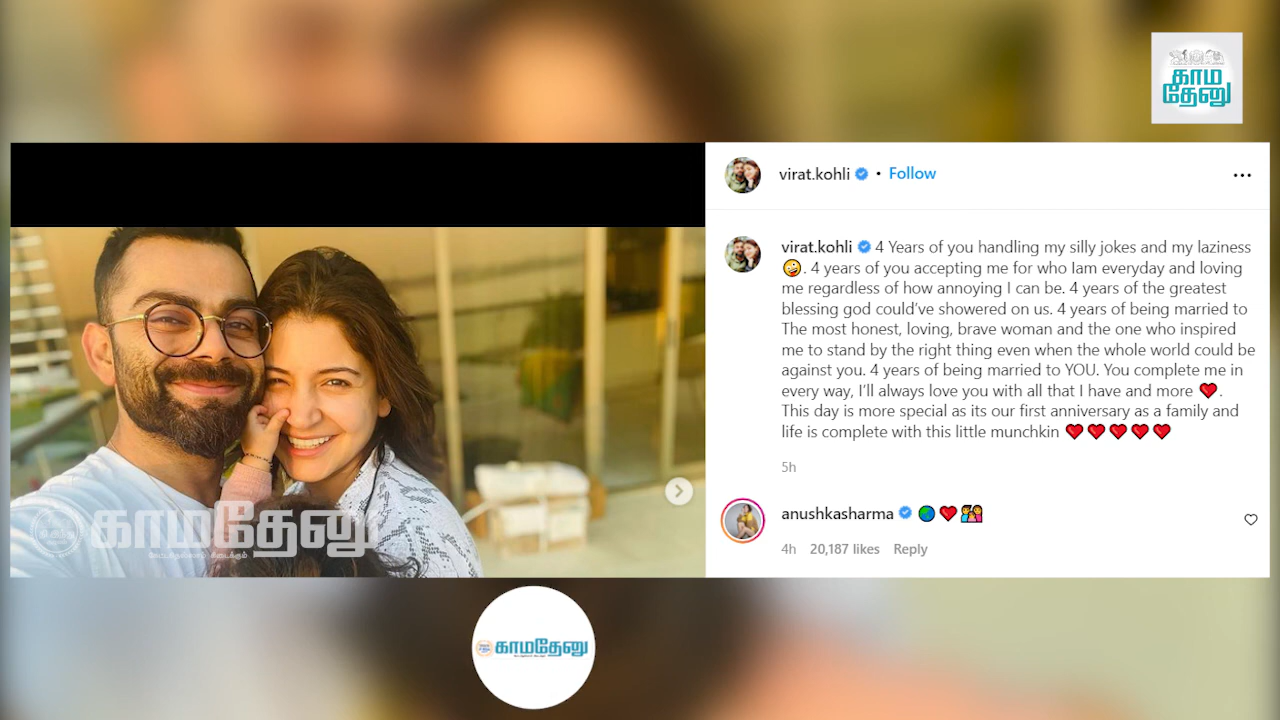 காம
தேனு
virat.kohli • Follow
virat.kohli 4 Years of you handling my silly jokes and my laziness
🤪. 4 years of you accepting me for who Iam everyday and loving
me regardless of how annoying I can be. 4 years of the greatest
blessing god could've showered on us. 4 years of being married to
The most honest, loving, brave woman and the one who inspired
me to stand by the right thing even when the whole world could be
against you. 4 years of being married to YOU. You complete me in
every way, I'll always love you with all that I have and more ❤️.
This day is more special as its our first anniversary as a family and
life is complete with this little munchkin ❤️❤️❤️❤️❤️
5h
anushkasharma 🌏❤️👨‍👩‍👧
4h 20,187 likes Reply
காமதேனு
காமதேனு